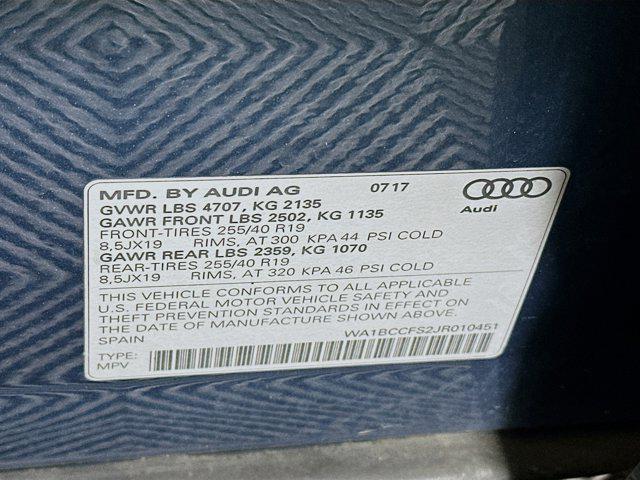 MFD. BY AUDI AG 07/17
GVWR LBS 4707, KG 2135
GAWR FRONT LBS 2502, KG 1135
FRONT-TIRES 255/40 R19
8,5JX19 RIMS, AT 300 KPA 44 PSI COLD
GAWR REAR LBS 2359, KG 1070
REAR-TIRES 255/40 R19
8,5JX19 RIMS, AT 320 KPA 46 PSI COLD
THIS VEHICLE CONFORMS TO ALL APPLICABLE
U.S. FEDERAL MOTOR VEHICLE SAFETY AND
THEFT PREVENTION STANDARDS IN EFFECT ON
THE DATE OF MANUFACTURE SHOWN ABOVE.
SPAIN WA1BCCFS2JR010451
TYPE:
MPV
Audi